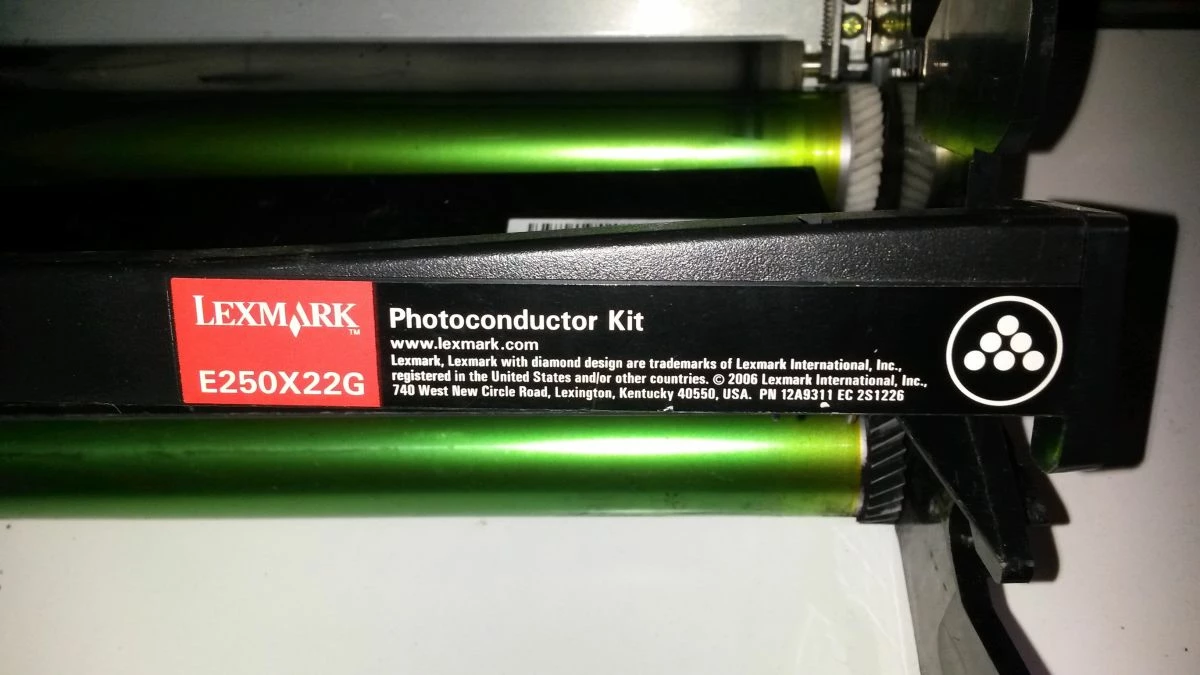 LEXMARK™
E250X22G
Photoconductor Kit
www.lexmark.com
Lexmark, Lexmark with diamond design are trademarks of Lexmark International, Inc.,
registered in the United States and/or other countries. © 2006 Lexmark International, Inc.,
740 West New Circle Road, Lexington, Kentucky 40550, USA. PN 12A9311 EC 2S1226